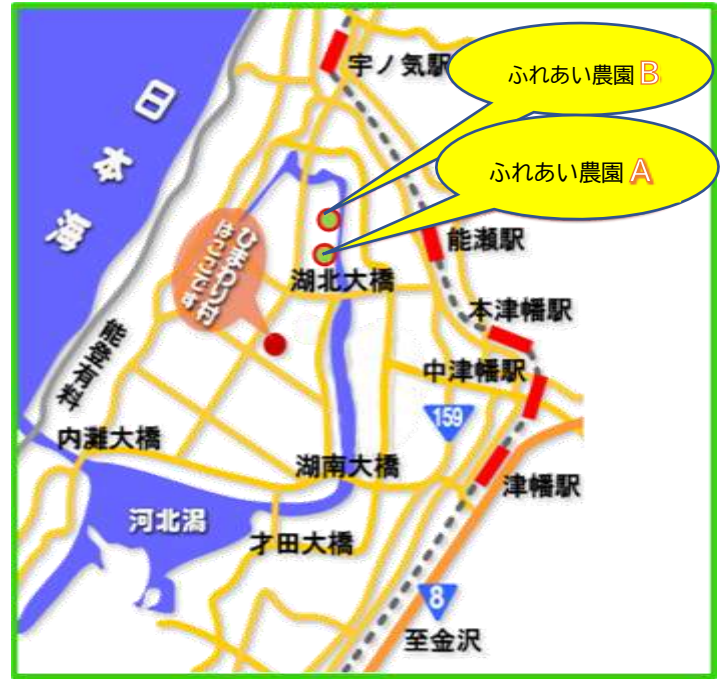 宇ノ気駅
ふれあい農園 B
日本海
ふれあい農園 A
能瀬駅
ひまわり村
はここです
湖北大橋
本津幡駅
能登有料
中津幡駅
159
内灘大橋
湖南大橋
津幡駅
河北潟
才田大橋
8
至金沢